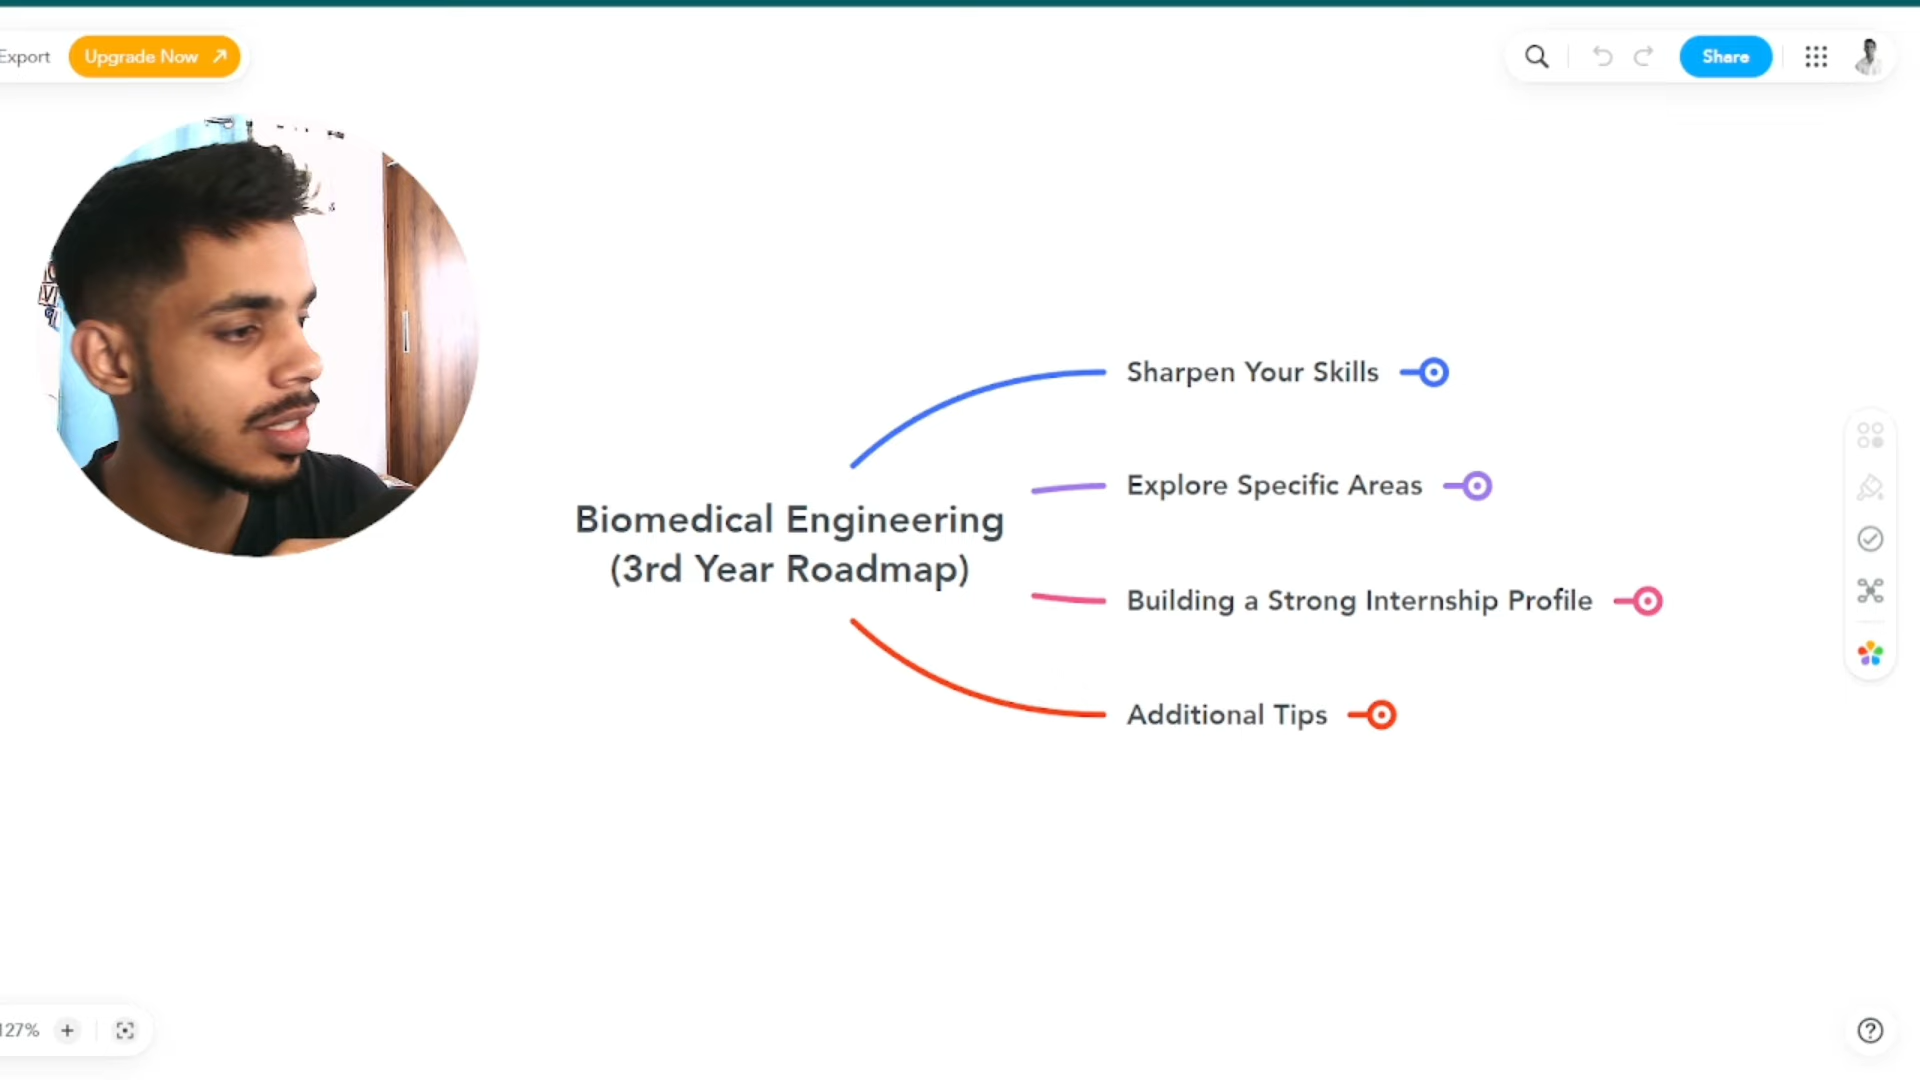 Export
Upgrade Now
Share
Sharpen Your Skills
Explore Specific Areas
Biomedical Engineering
(3rd Year Roadmap)
Building a Strong Internship Profile
Additional Tips
127%